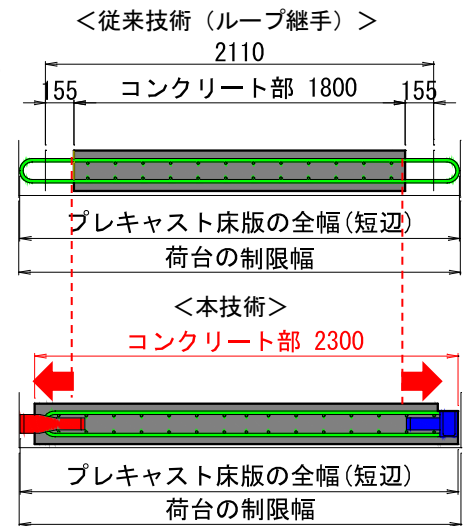 ＜従来技術（ループ継手）＞
2110
155 コンクリート部 1800 155
プレキャスト床版の全幅(短辺)
荷台の制限幅
＜本技術＞
コンクリート部 2300
プレキャスト床版の全幅(短辺)
荷台の制限幅